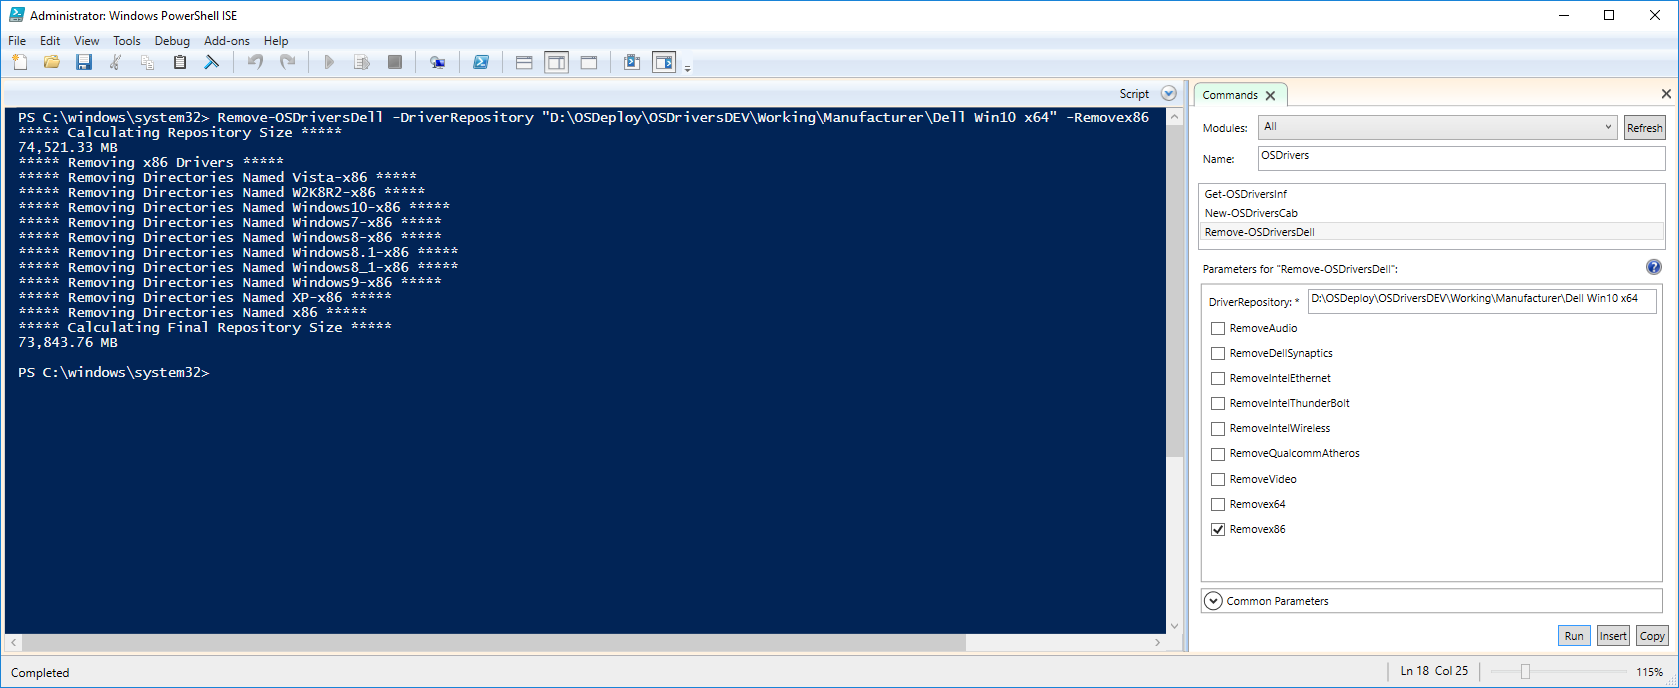 Administrator: Windows PowerShell ISE
File Edit View Tools Debug Add-ons Help
Script
PS C:\windows\system32> Remove-OSDriversDell -DriverRepository "D:\OSDeploy\OSDriversDEV\Working\Manufacturer\Dell Win10 x64" -Removex86
***** Calculating Repository Size *****
74,521.33 MB
***** Removing x86 Drivers *****
***** Removing Directories Named Vista-x86 *****
***** Removing Directories Named W2K8R2-x86 *****
***** Removing Directories Named Windows10-x86 *****
***** Removing Directories Named Windows7-x86 *****
***** Removing Directories Named Windows8-x86 *****
***** Removing Directories Named Windows8.1-x86 *****
***** Removing Directories Named Windows8_1-x86 *****
***** Removing Directories Named Windows9-x86 *****
***** Removing Directories Named XP-x86 *****
***** Removing Directories Named x86 *****
***** Calculating Final Repository Size *****
73,843.76 MB
PS C:\windows\system32>
Commands
Modules: All Refresh
Name: OSDrivers
Get-OSDriversInf
New-OSDriversCab
Remove-OSDriversDell
Parameters for "Remove-OSDriversDell":
DriverRepository: * D:\OSDeploy\OSDriversDEV\Working\Manufacturer\Dell Win10 x64
RemoveAudio
RemoveDellSynaptics
RemoveIntelEthernet
RemoveIntelThunderBolt
RemoveIntelWireless
RemoveQualcommAtheros
RemoveVideo
Removex64
Removex86
Common Parameters
Run Insert Copy
Completed
Ln 18 Col 25
115%